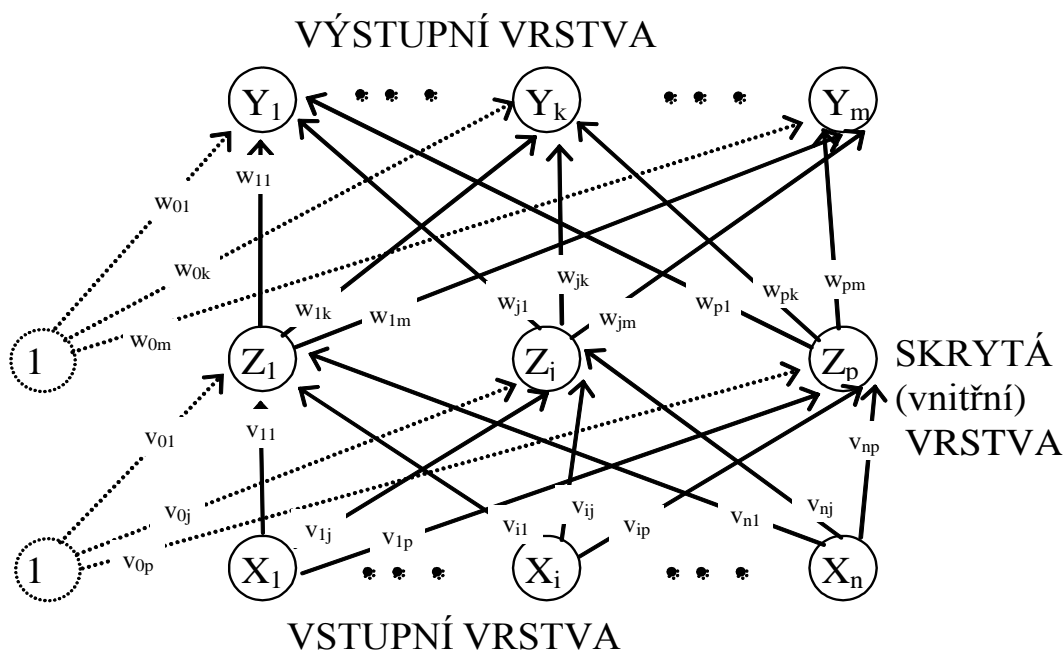 VÝSTUPNÍ VRSTVA
Y1 Yk Ym
w11
w01
w0k
w1k w1m wj1 wjk wjm wp1 wpk wpm
w0m
1 Z1 Zj Zp SKRYTÁ
(vnitřní)
VRSTVA
v01 v11 vnp
v0j v1j v1p vi1 vij vip vn1 vnj
v0p
1 X1 Xi Xn
VSTUPNÍ VRSTVA